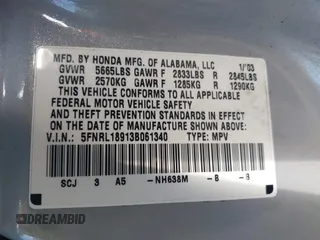 MFD. BY HONDA MFG. OF ALABAMA, LLC 1/'03
GVWR 5665LBS GAWR F 2833LBS R 2845LBS
GVWR 2570KG GAWR F 1285KG R 1290KG
THIS VEHICLE CONFORMS TO ALL APPLICABLE
FEDERAL MOTOR VEHICLE SAFETY
AND THEFT PREVENTION STANDARDS IN EFFECT
ON THE DATE OF MANUFACTURE SHOWN ABOVE.
V.I.N.: 5FNRL18913B061340 TYPE: MPV
SCJ 3 A5 -NH638M -B -B
DREAMBID